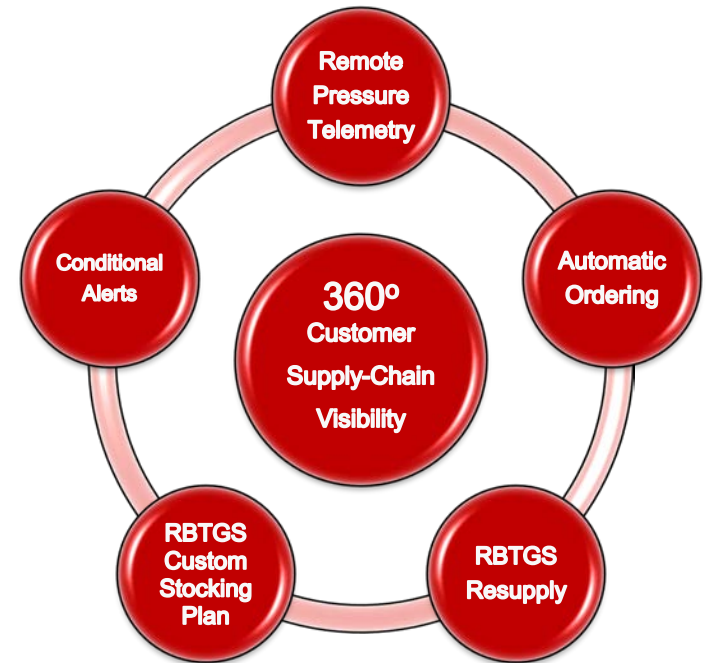 Remote
Pressure
Telemetry
Conditional
Alerts
Automatic
Ordering
360º
Customer
Supply-Chain
Visibility
RBTGS
Custom
Stocking
Plan
RBTGS
Resupply